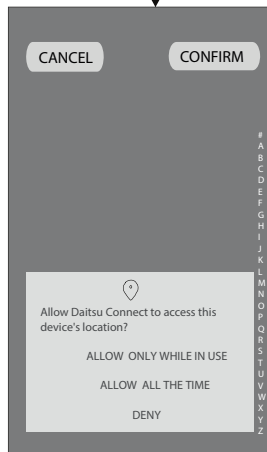 CANCEL
CONFIRM
#
A
B
C
D
E
F
G
H
I
J
K
L
M
N
O
P
Q
R
S
T
U
V
W
X
Y
Z
Allow Daitsu Connect to access this
device's location?
ALLOW ONLY WHILE IN USE
ALLOW ALL THE TIME
DENY